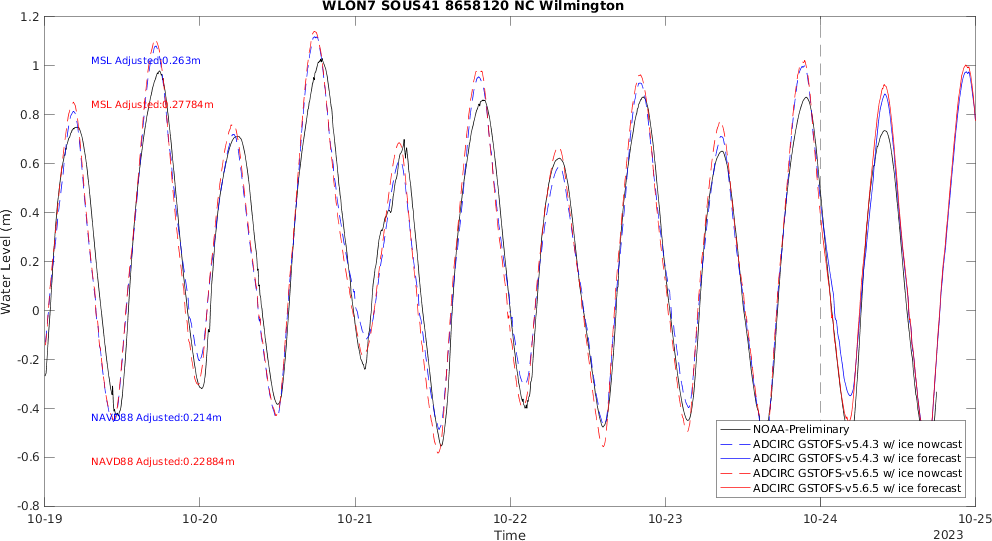 WLON7 SOUS41 8658120 NC Wilmington
1.2
1
0.8
0.6
0.4
0.2
0
-0.2
-0.4
-0.6
-0.8
Water Level (m)
MSL Adjusted:0.263m
MSL Adjusted:0.27784m
NAVD88 Adjusted:0.214m
NAVD88 Adjusted:0.22884m
NOAA-Preliminary
ADCIRC GSTOFS-v5.4.3 w/ ice nowcast
ADCIRC GSTOFS-v5.4.3 w/ ice forecast
ADCIRC GSTOFS-v5.6.5 w/ ice nowcast
ADCIRC GSTOFS-v5.6.5 w/ ice forecast
10-19 10-20 10-21 10-22 10-23 10-24 10-25
Time
2023